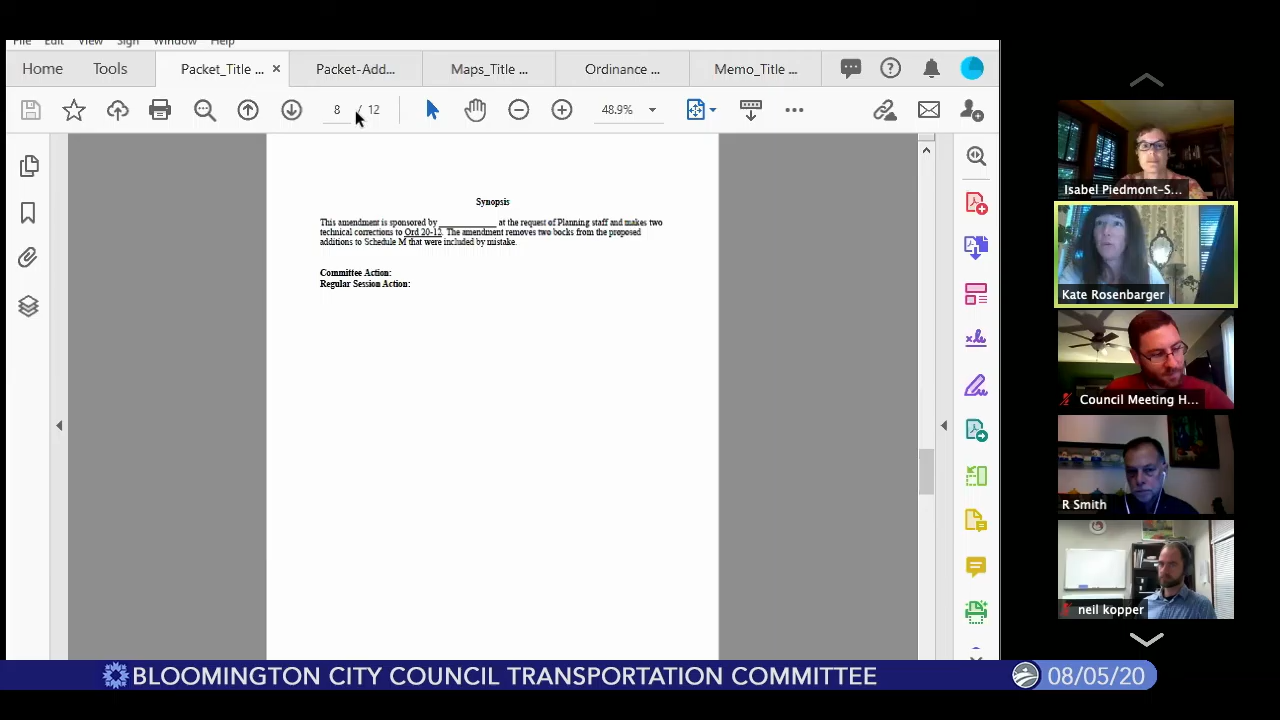 File Edit View Sign Window Help
Home Tools Packet_Title ... × Packet-Add... Maps_Title ... Ordinance ... Memo_Title ...
8 / 12 48.9%
Synopsis
This amendment is sponsored by ____________ at the request of Planning staff and makes two
technical corrections to Ord 20-12. The amendment removes two bocks from the proposed
additions to Schedule M that were included by mistake.
Committee Action:
Regular Session Action:
Isabel Piedmont-S...
Kate Rosenbarger
Council Meeting H...
R Smith
neil kopper
BLOOMINGTON CITY COUNCIL TRANSPORTATION COMMITTEE 08/05/20